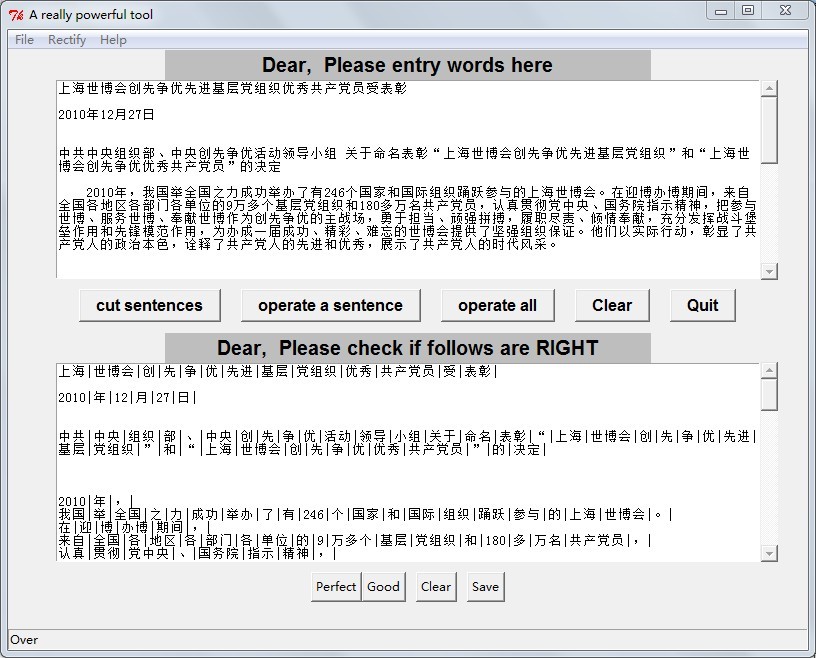 A really powerful tool
File Rectify Help
Dear, Please entry words here
上海世博会创先争优先进基层党组织优秀共产党员受表彰
2010年12月27日
中共中央组织部、中央创先争优活动领导小组 关于命名表彰“上海世博会创先争优先进基层党组织”和“上海世
博会创先争优优秀共产党员”的决定
2010年，我国举全国之力成功举办了有246个国家和国际组织踊跃参与的上海世博会。在迎博办博期间，来自
全国各地区各部门各单位的9万多个基层党组织和180多万名共产党员，认真贯彻党中央、国务院指示精神，把参与
世博、服务世博、奉献世博作为创先争优的主战场，勇于担当、顽强拼搏，履职尽责、倾情奉献，充分发挥战斗堡
垒作用和先锋模范作用，为办成一届成功、精彩、难忘的世博会提供了坚强组织保证。他们以实际行动，彰显了共
产党人的政治本色，诠释了共产党人的先进和优秀，展示了共产党人的时代风采。
cut sentences operate a sentence operate all Clear Quit
Dear, Please check if follows are RIGHT
上海|世博会|创|先|争|优|先进|基层|党组织|优秀|共产党员|受|表彰|
2010|年|12|月|27|日|
中共|中央|组织|部|、|中央|创|先|争|优|活动|领导|小组|关于|命名|表彰|“|上海|世博会|创|先|争|优|先进|
基层|党组织|”|和|“|上海|世博会|创|先|争|优|优秀|共产党员|”|的|决定|
2010|年|，|
我国|举|全国|之|力|成功|举办|了|有|246|个|国家|和|国际|组织|踊跃|参与|的|上海|世博会|。|
在|迎|博|办博|期间|，|
来自|全国|各|地区|各|部门|各|单位|的|9|万多个|基层|党组织|和|180|多|万名|共产党员|，|
认真|贯彻|党中央|、|国务院|指示|精神|，|
Perfect Good Clear Save
Over